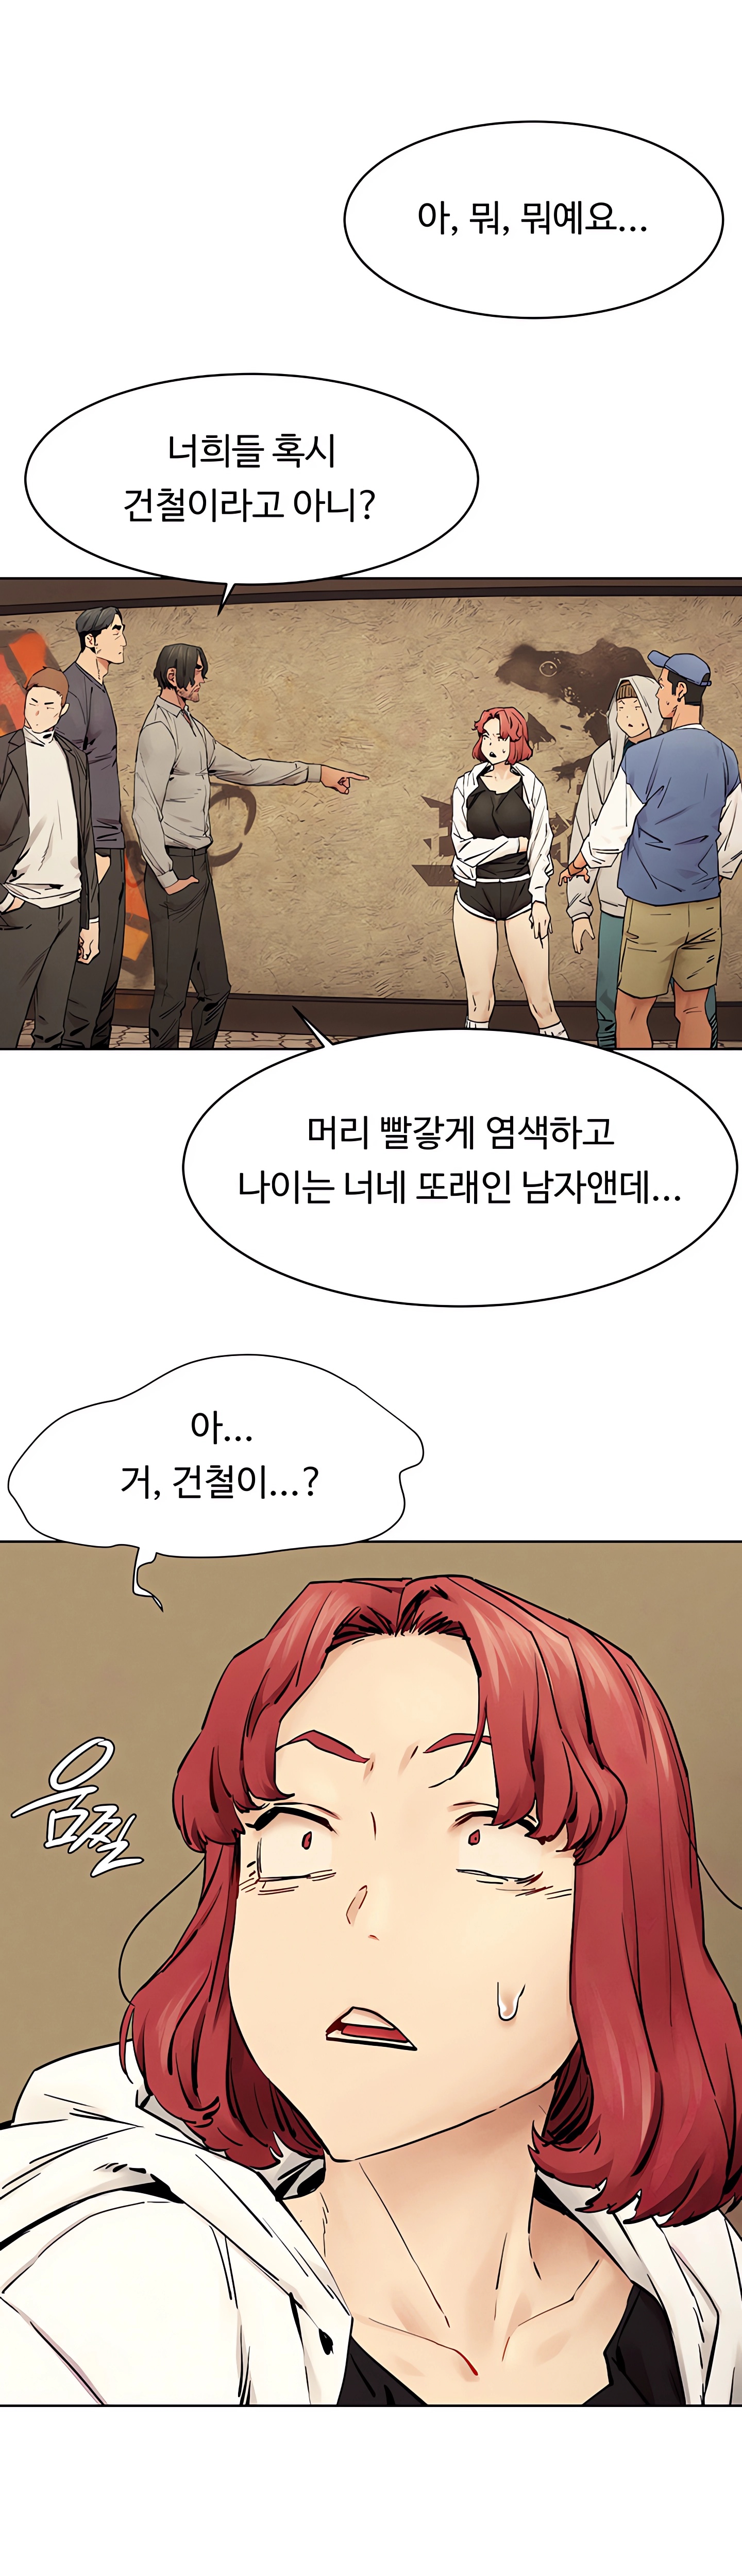 아, 뭐, 뭐예요...
너희들 혹시
건철이라고 아니?
머리 빨갛게 염색하고
나이는 너네 또래인 남자앤데...
아...
거, 건철이...?
움찔